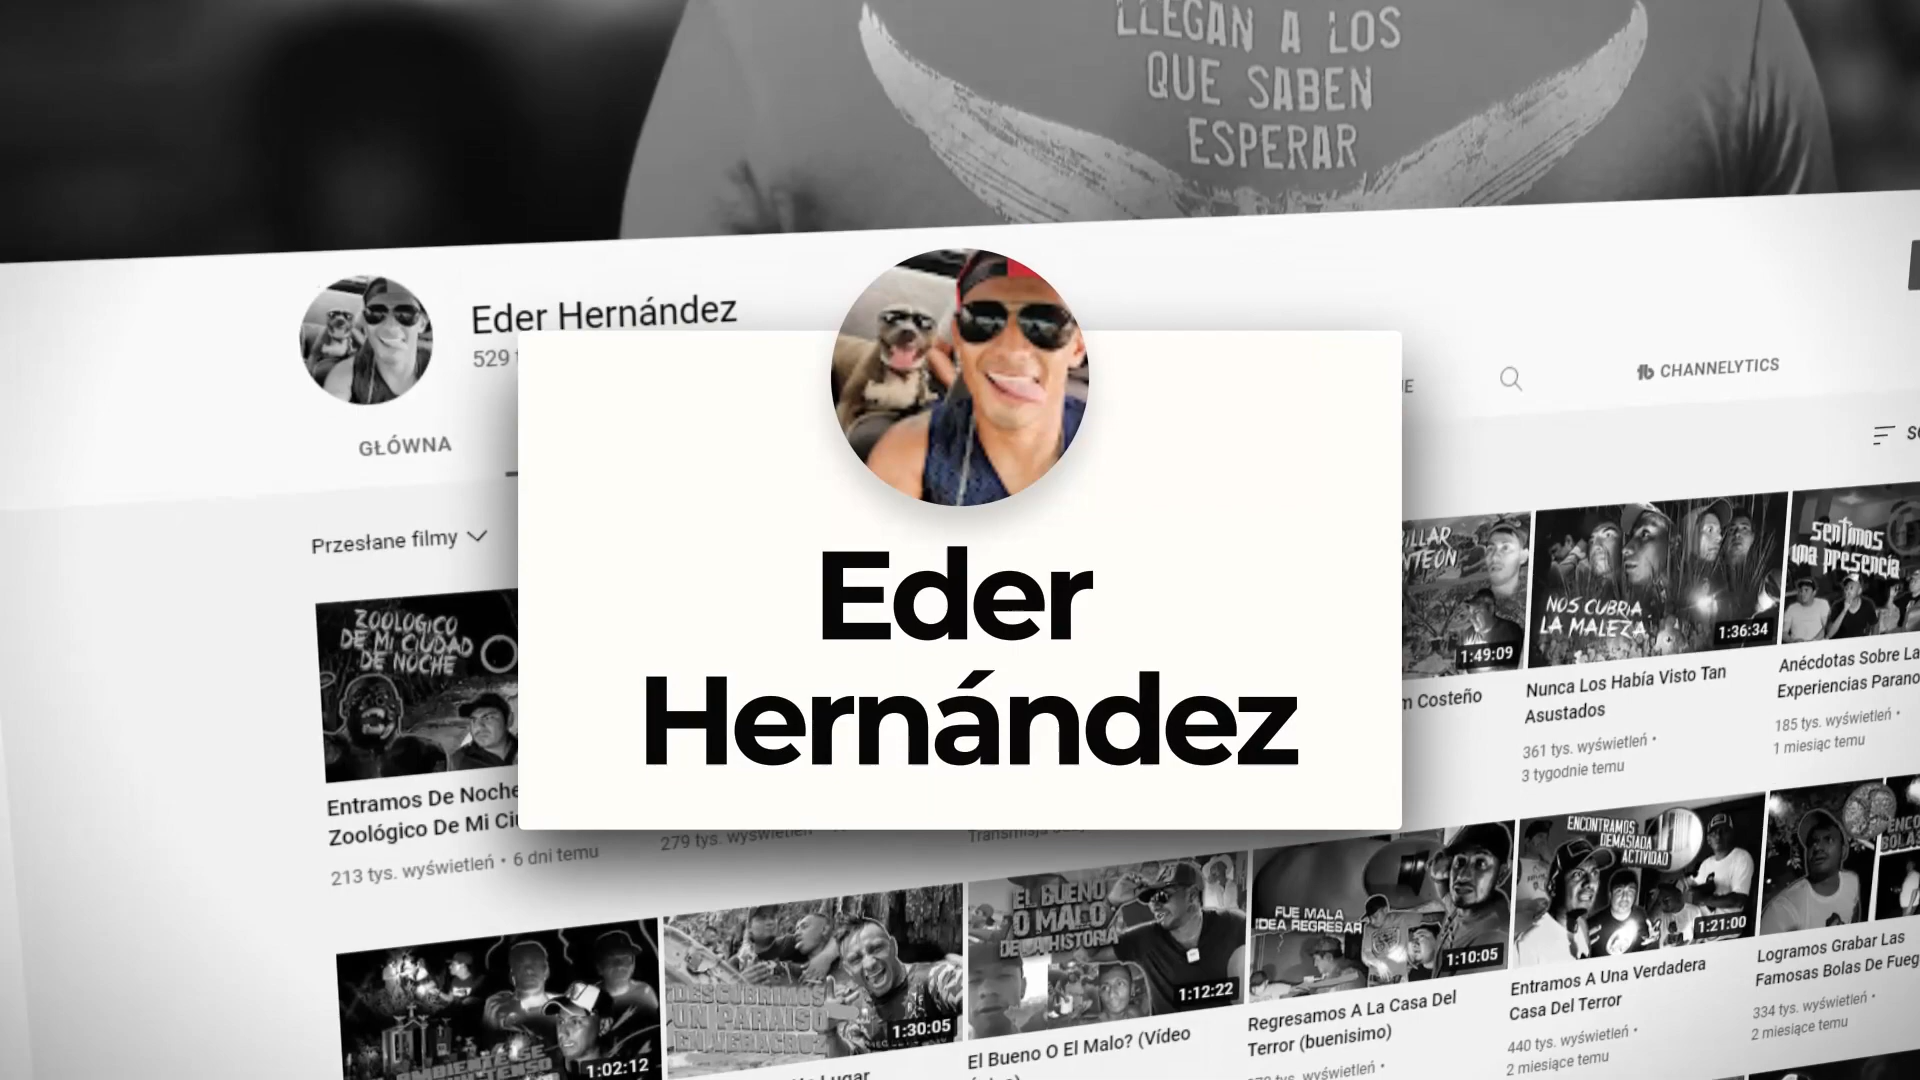 LLEGAN A LOS
QUE SABEN
ESPERAR
Eder Hernández
529
CHANNELYTICS
GŁÓWNA
Przesłane filmy
Eder
Hernández
ZOOLOGICO
DE MI CIUDAD
DE NOCHE
Entramos De Noche
Zoológico De Mi
213 tys. wyświetleń • 6 dni temu
279 tys. wyświetleń
1:49:09
Costeño
NOS CUBRIA
LA MALEZA
1:36:34
Nunca Los Había Visto Tan
Asustados
361 tys. wyświetleń •
3 tygodnie temu
sentimos
una presencia
Anécdotas Sobre La
Experiencias
185 tys. wyświetleń •
1 miesiąc temu
1:02:12
DESCUBRIMOS
UN PARAISO
EN VERACRUZ
1:30:05
Lugar
EL BUENO
O MALO
DE LA HISTORIA
1:12:22
El Bueno O El Malo? (Vídeo
FUE MALA
IDEA REGRESAR
1:10:05
Regresamos A La Casa Del
Terror (buenisimo)
ENCONTRAMOS
DEMASIADA
ACTIVIDAD
1:21:00
Entramos A Una Verdadera
Casa Del Terror
440 tys. wyświetleń •
2 miesiące temu
Logramos Grabar Las
Famosas Bolas De
334 tys. wyświetleń •
2 miesiące temu